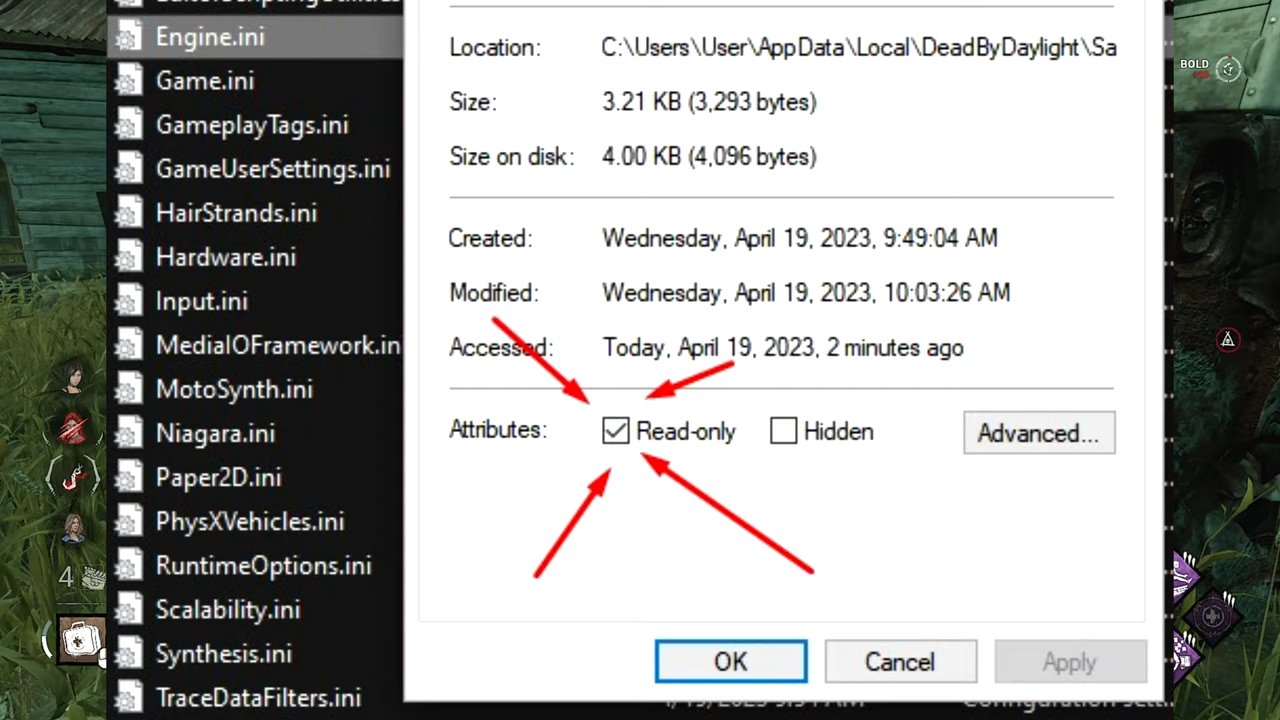 Engine.ini
Game.ini
GameplayTags.ini
GameUserSettings.ini
HairStrands.ini
Hardware.ini
Input.ini
MediaIOFramework.in
MotoSynth.ini
Niagara.ini
Paper2D.ini
PhysXVehicles.ini
RuntimeOptions.ini
Scalability.ini
Synthesis.ini
TraceDataFilters.ini
Location: C:\Users\User\AppData\Local\DeadByDaylight\Sa
Size: 3.21 KB (3,293 bytes)
Size on disk: 4.00 KB (4,096 bytes)
Created: Wednesday, April 19, 2023, 9:49:04 AM
Modified: Wednesday, April 19, 2023, 10:03:26 AM
Accessed: Today, April 19, 2023, 2 minutes ago
Attributes: Read-only Hidden Advanced...
OK Cancel Apply
BOLD
4